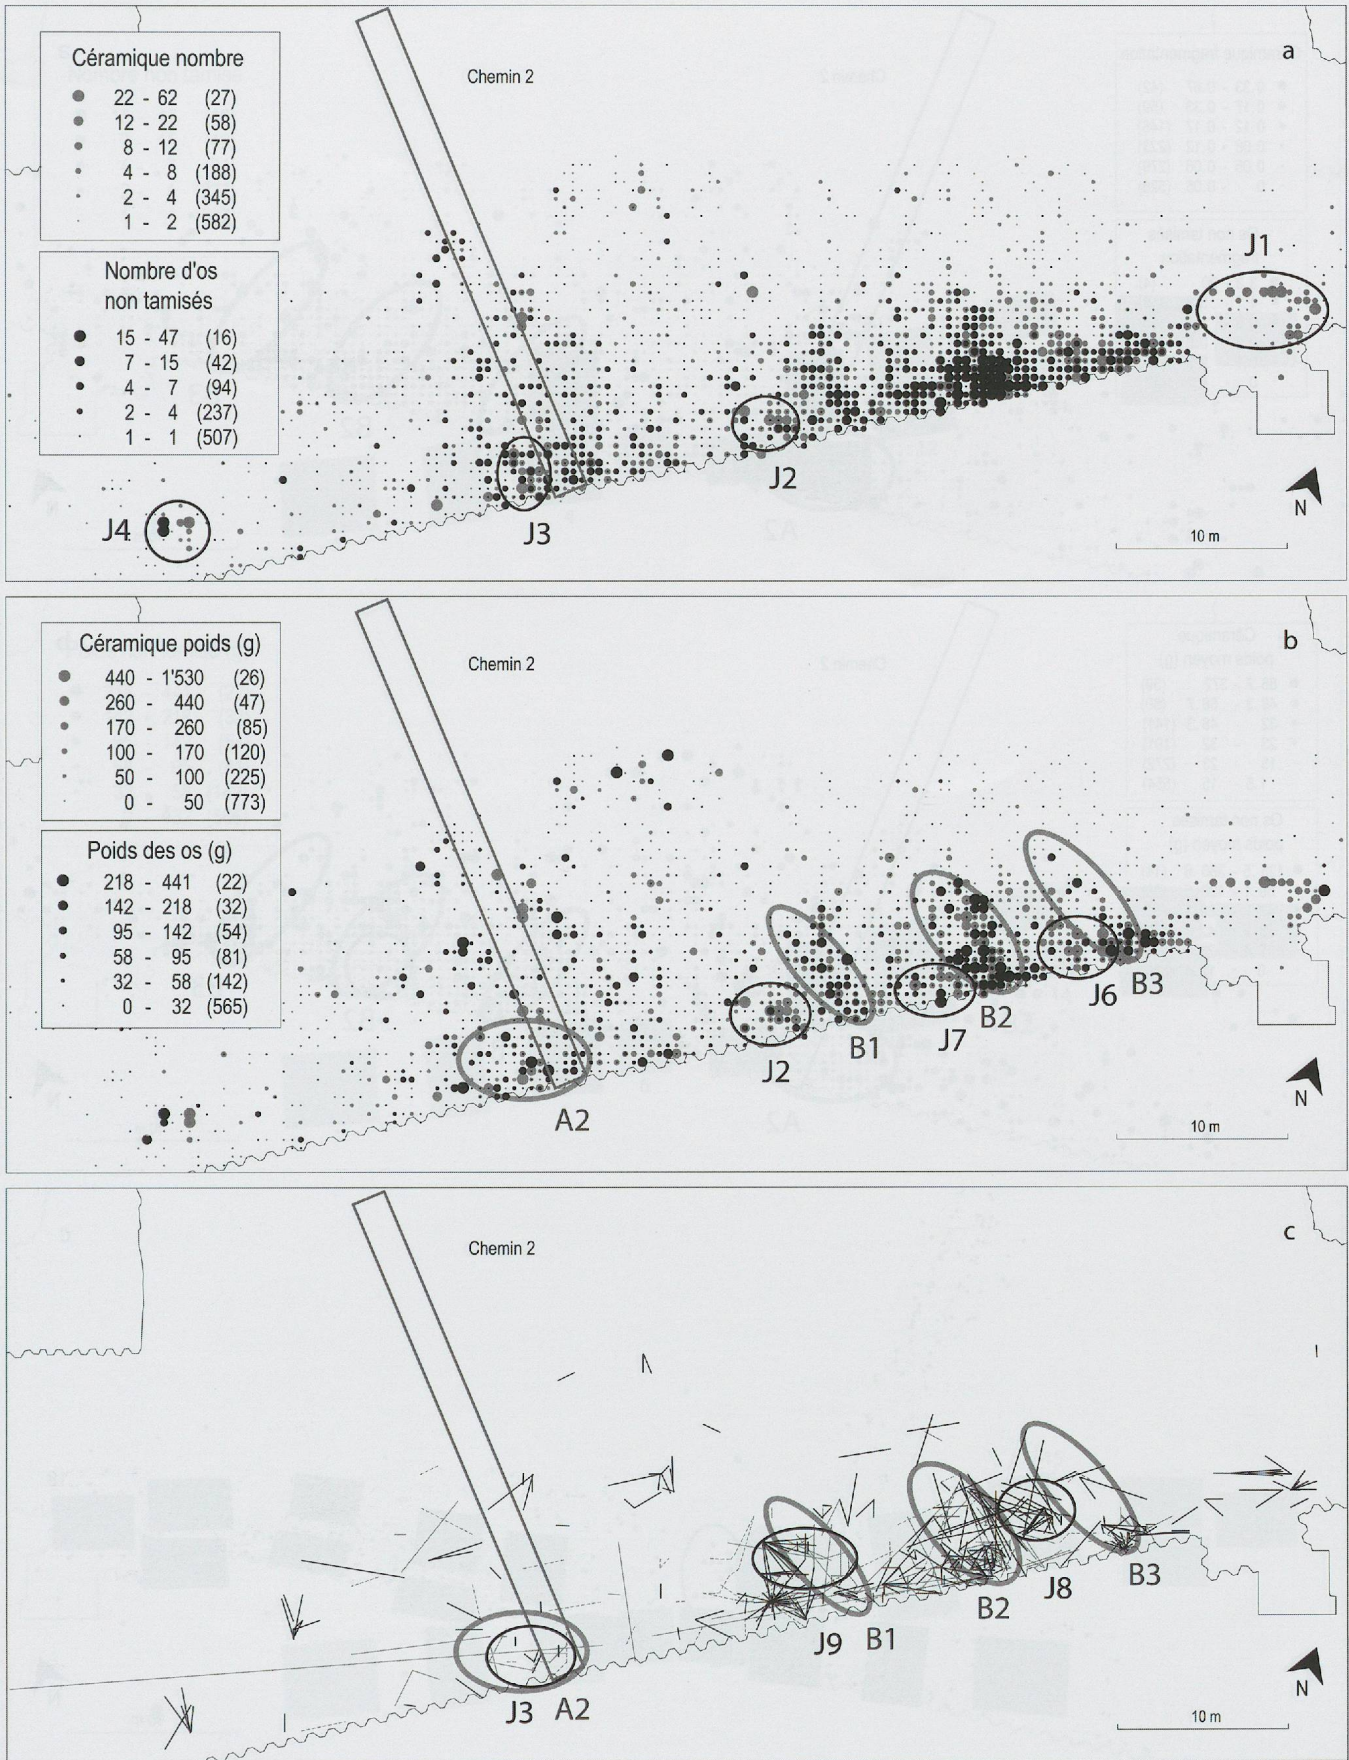 a
Céramique nombre
22 - 62 (27)
12 - 22 (58)
8 - 12 (77)
4 - 8 (188)
2 - 4 (345)
1 - 2 (582)
Nombre d'os
non tamisés
15 - 47 (16)
7 - 15 (42)
4 - 7 (94)
2 - 4 (237)
1 - 1 (507)
Chemin 2
J1
J2
J3
J4
N
10 m
b
Céramique poids (g)
440 - 1'530 (26)
260 - 440 (47)
170 - 260 (85)
100 - 170 (120)
50 - 100 (225)
0 - 50 (773)
Poids des os (g)
218 - 441 (22)
142 - 218 (32)
95 - 142 (54)
58 - 95 (81)
32 - 58 (142)
0 - 32 (565)
Chemin 2
J6 B3
J7 B2
J2 B1
A2
N
10 m
c
Chemin 2
B2 J8 B3
J9 B1
J3 A2
N
10 m